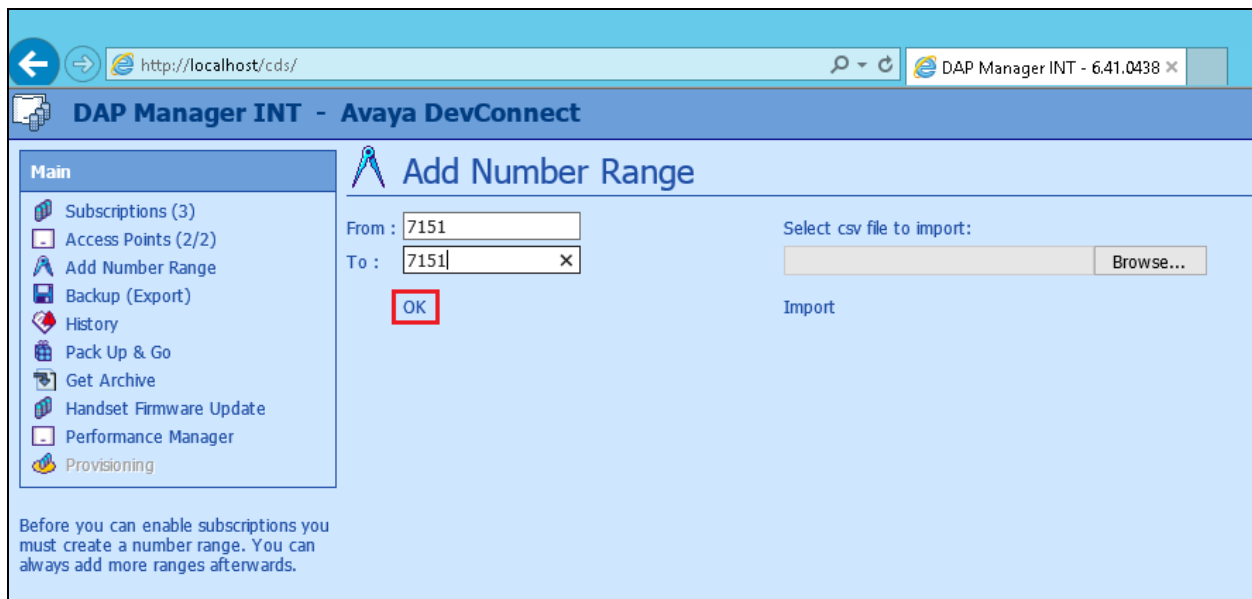 http://localhost/cds/
DAP Manager INT - 6.41.0438
DAP Manager INT - Avaya DevConnect
Main
Subscriptions (3)
Access Points (2/2)
Add Number Range
Backup (Export)
History
Pack Up & Go
Get Archive
Handset Firmware Update
Performance Manager
Provisioning
Before you can enable subscriptions you
must create a number range. You can
always add more ranges afterwards.
Add Number Range
From : 7151
To : 7151
OK
Select csv file to import:
Browse...
Import